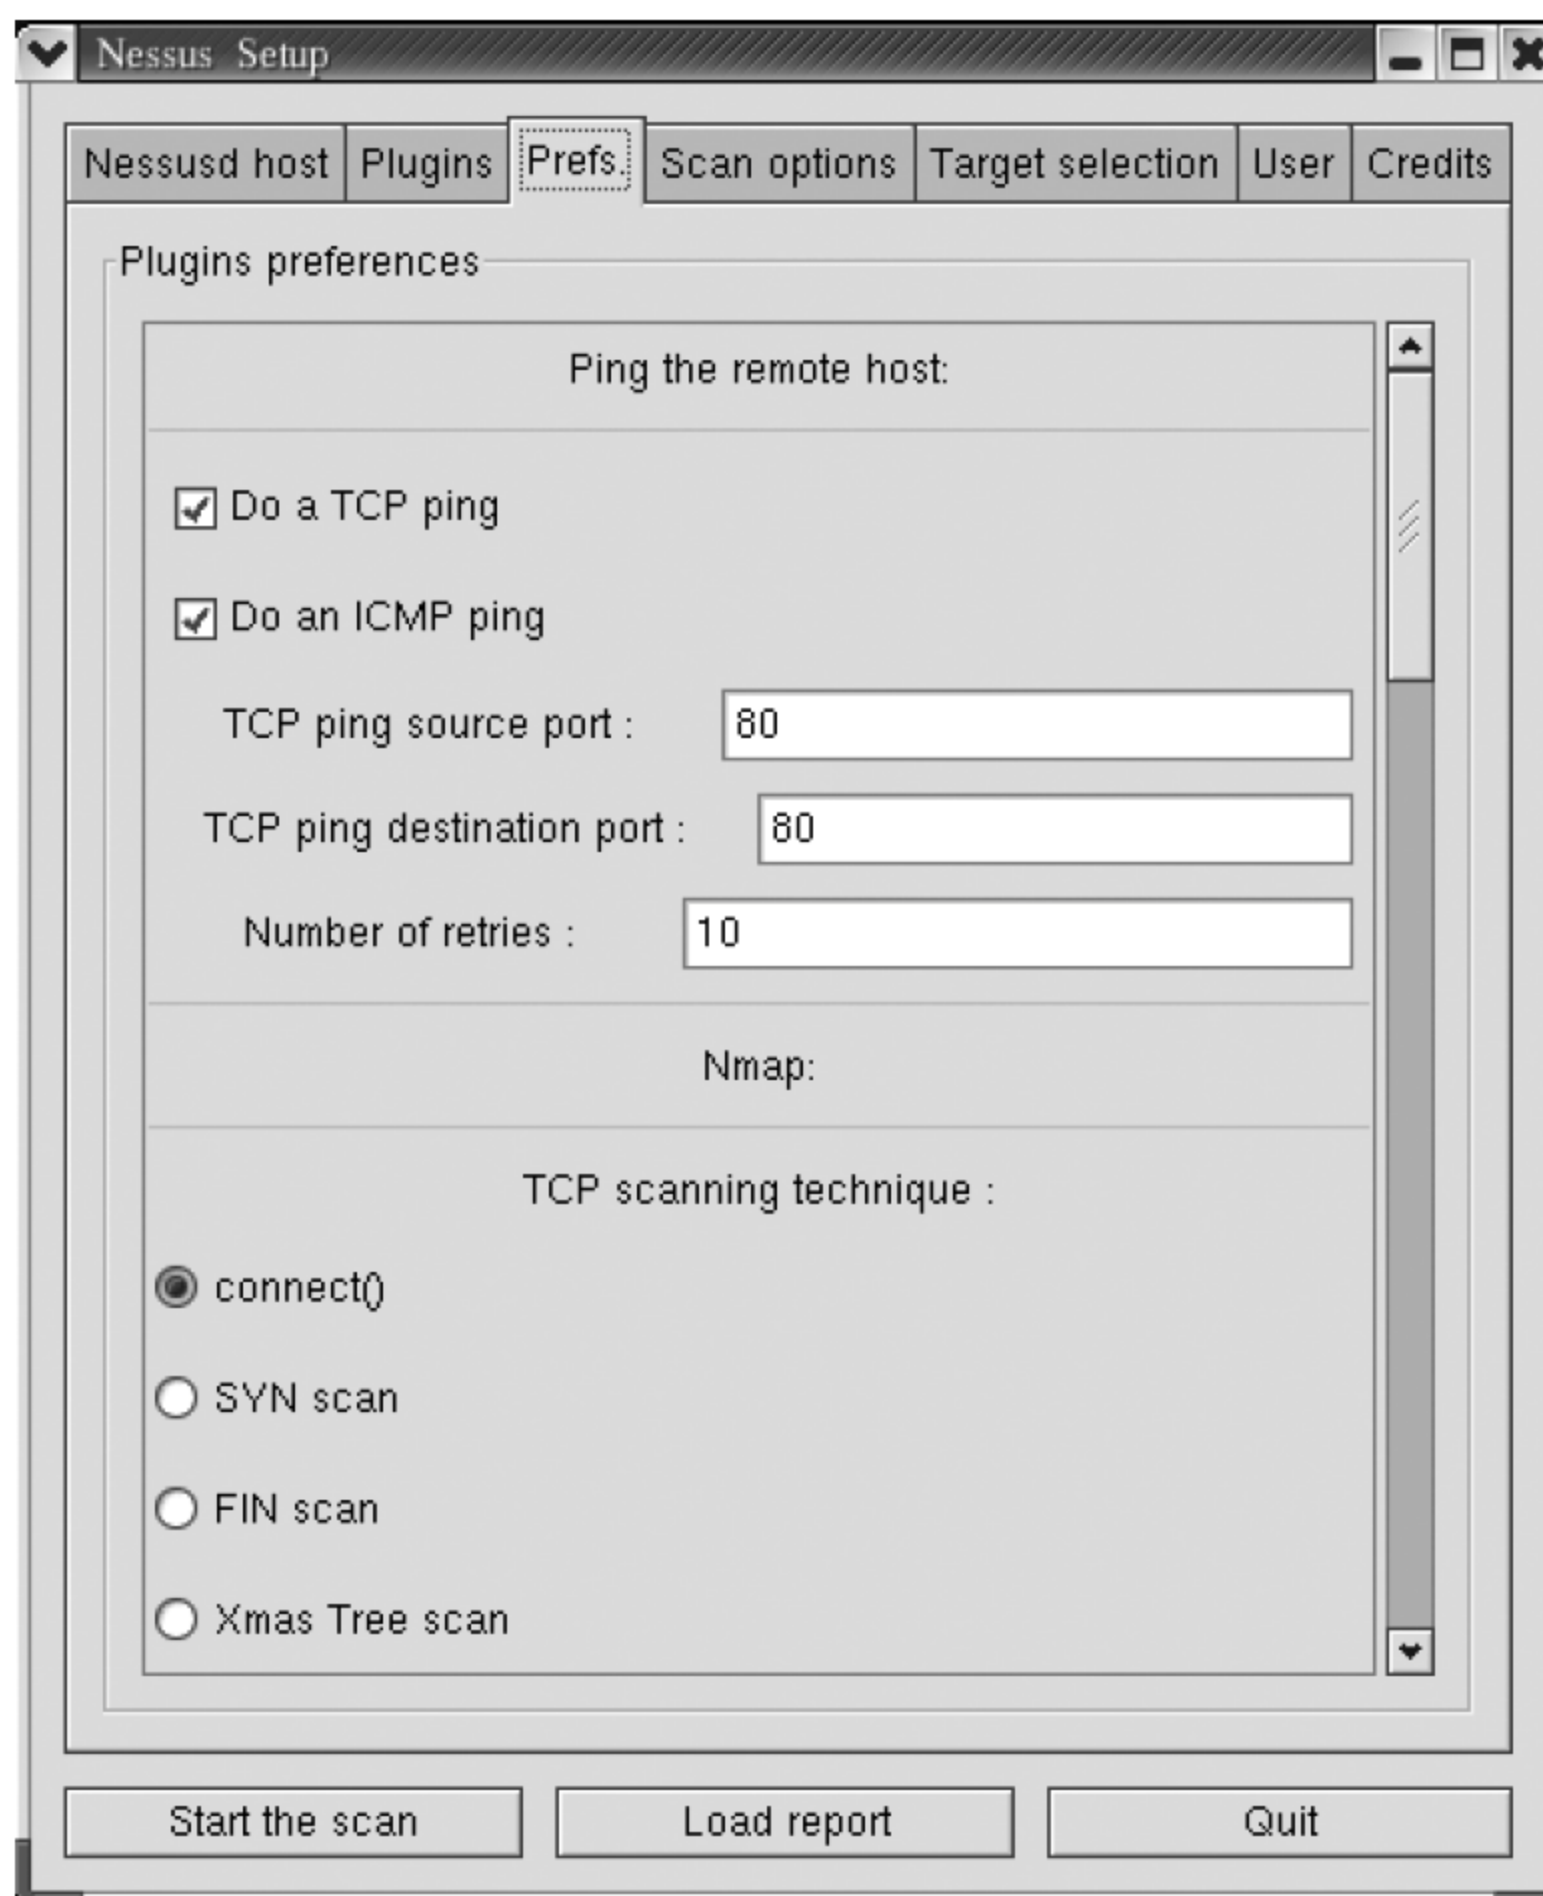 Nessus Setup
Nessusd host Plugins Prefs. Scan options Target selection User Credits
Plugins preferences
Ping the remote host:
Do a TCP ping
Do an ICMP ping
TCP ping source port : 80
TCP ping destination port : 80
Number of retries : 10
Nmap:
TCP scanning technique :
connect()
SYN scan
FIN scan
Xmas Tree scan
Start the scan Load report Quit